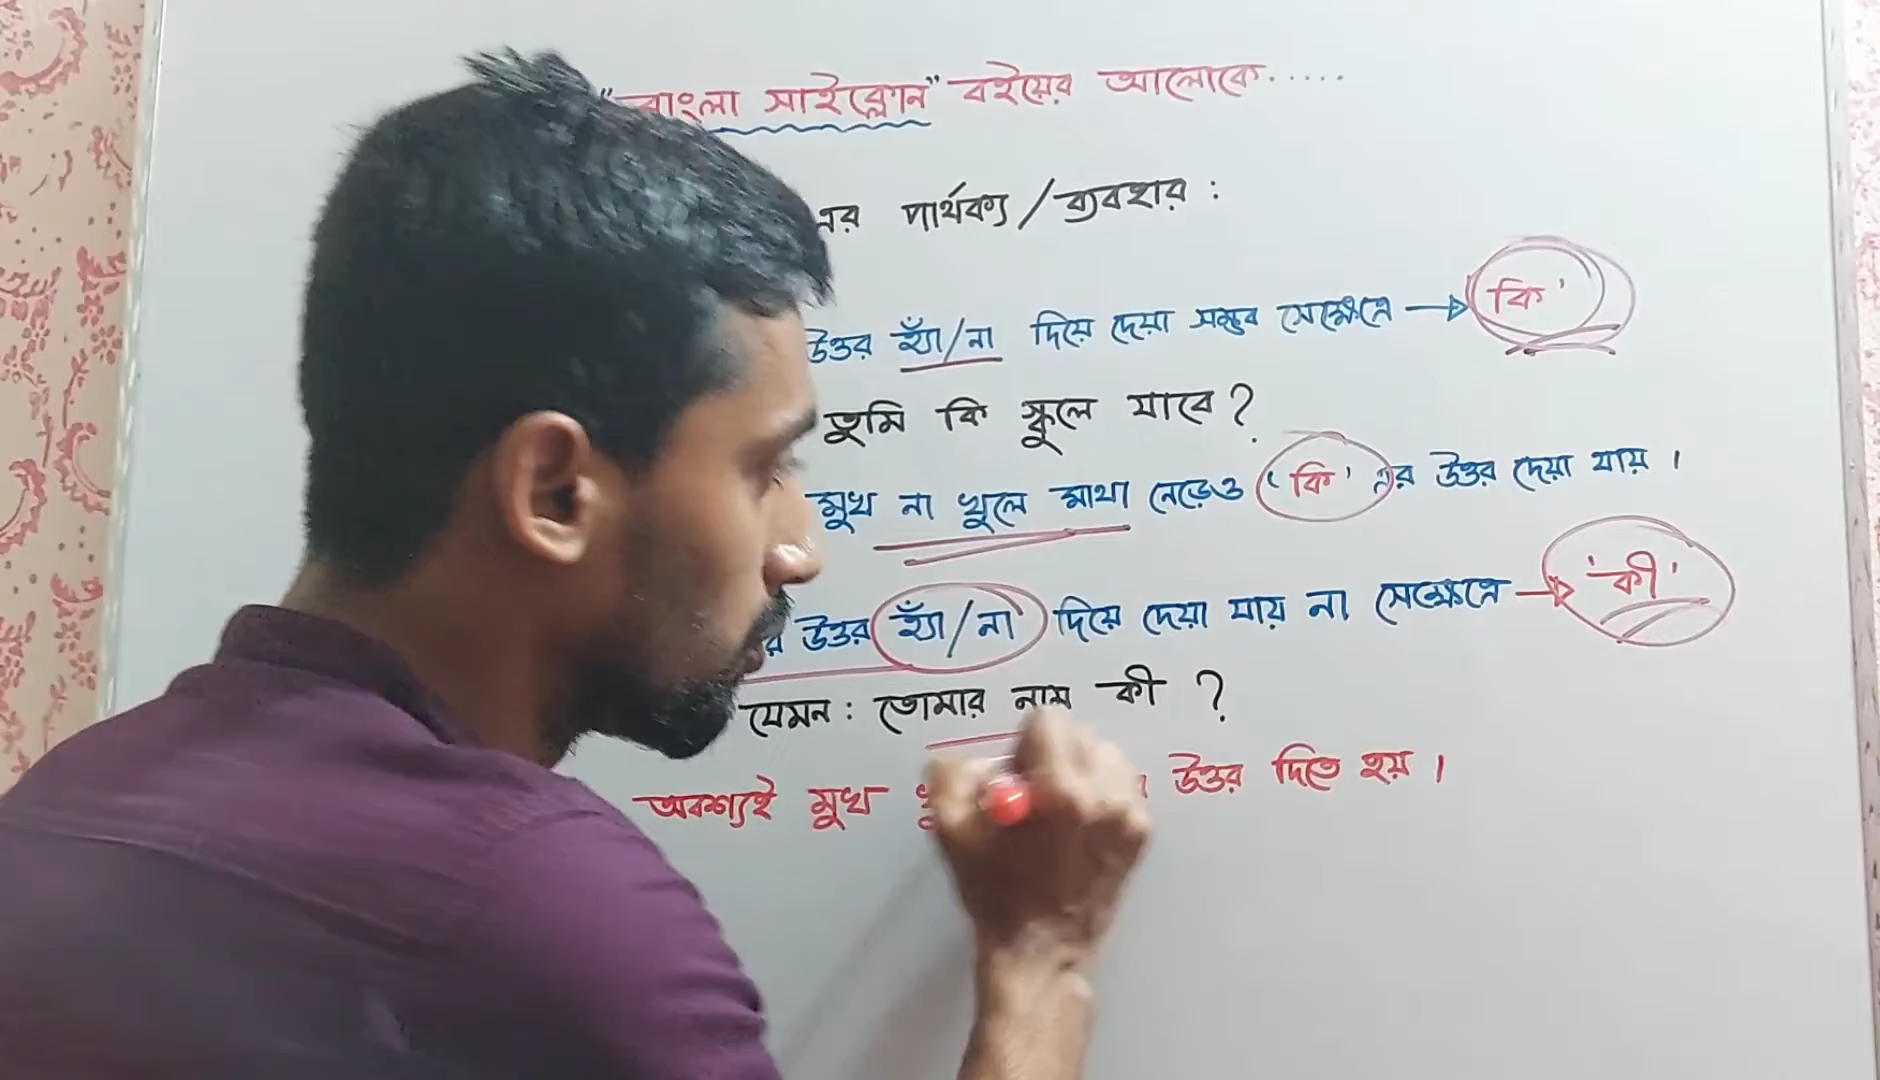 "বাংলা সাইক্লোন" বইয়ের আলোকে.....
এর পার্থক্য/ব্যবহার :
উত্তর হ্যাঁ/না দিয়ে দেয়া সম্ভব সেক্ষেত্রে → কি'
তুমি কি স্কুলে যাবে?
মুখ না খুলে মাথা নেড়েও 'কি' এর উত্তর দেয়া যায়।
র উত্তর হ্যাঁ/না দিয়ে দেয়া যায় না সেক্ষেত্রে → 'কী'
যেমন : তোমার নাম কী ?
অবশ্যই মুখ উত্তর দিতে হয়।